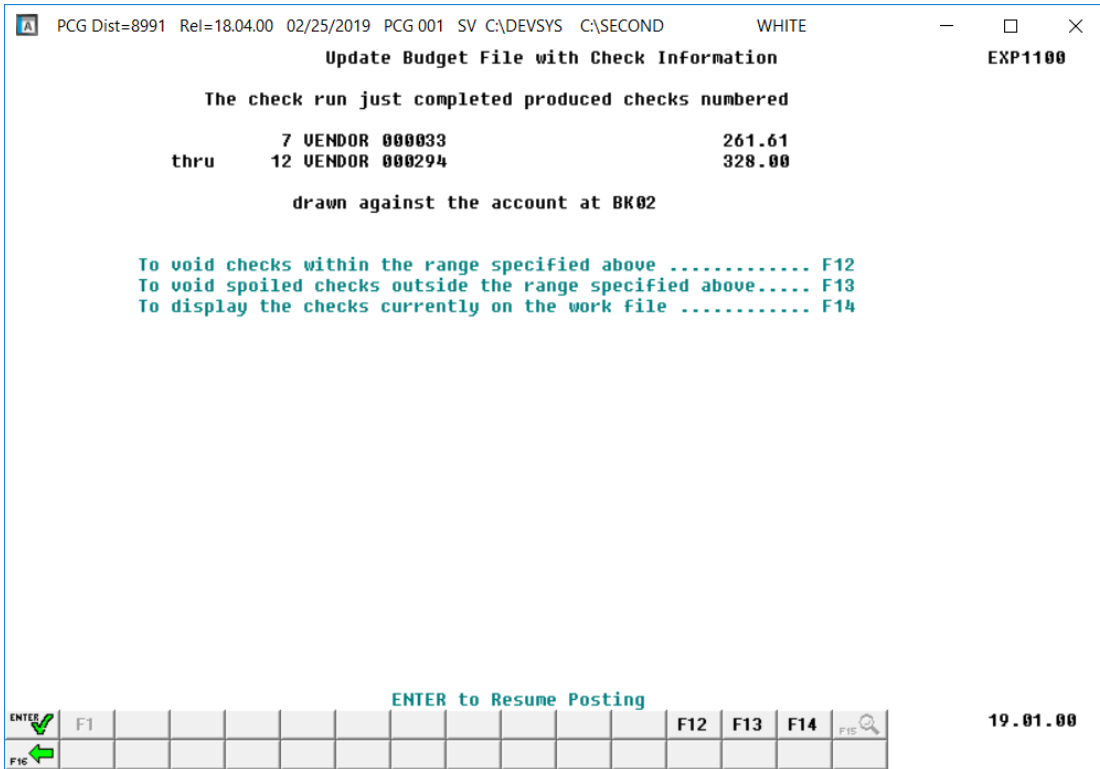 PCG Dist=8991 Rel=18.04.00 02/25/2019 PCG 001 SV C:\DEVSYS C:\SECOND WHITE
Update Budget File with Check Information EXP1100
The check run just completed produced checks numbered
7 VENDOR 000033 261.61
thru 12 VENDOR 000294 328.00
drawn against the account at BK02
To void checks within the range specified above ............. F12
To void spoiled checks outside the range specified above..... F13
To display the checks currently on the work file ............ F14
ENTER to Resume Posting
ENTER F1 F12 F13 F14 F15 19.01.00
F16